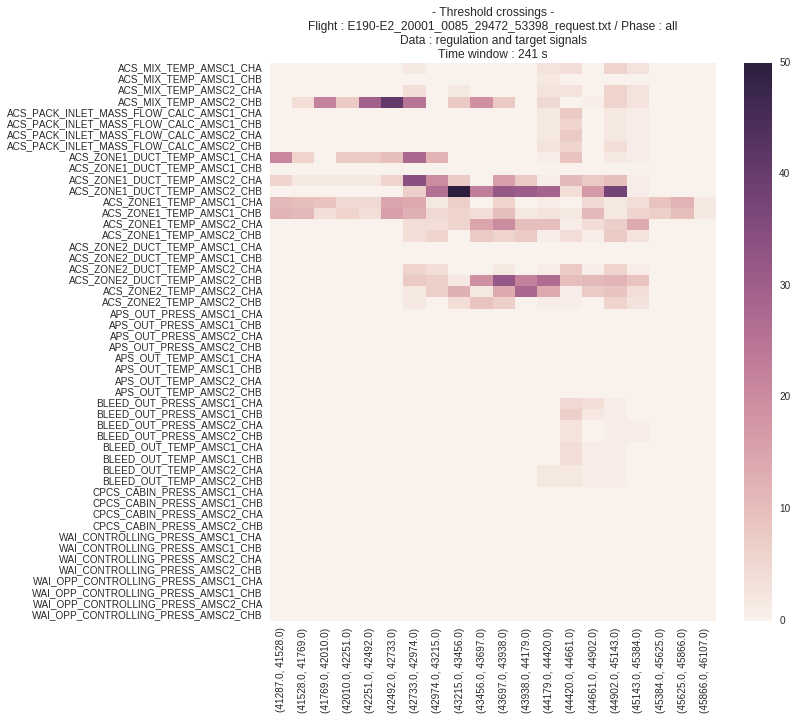 - Threshold crossings -
Flight : E190-E2_20001_0085_29472_53398_request.txt / Phase : all
Data : regulation and target signals
Time window : 241 s
ACS_MIX_TEMP_AMSC1_CHA
ACS_MIX_TEMP_AMSC1_CHB
ACS_MIX_TEMP_AMSC2_CHA
ACS_MIX_TEMP_AMSC2_CHB
ACS_PACK_INLET_MASS_FLOW_CALC_AMSC1_CHA
ACS_PACK_INLET_MASS_FLOW_CALC_AMSC1_CHB
ACS_PACK_INLET_MASS_FLOW_CALC_AMSC2_CHA
ACS_PACK_INLET_MASS_FLOW_CALC_AMSC2_CHB
ACS_ZONE1_DUCT_TEMP_AMSC1_CHA
ACS_ZONE1_DUCT_TEMP_AMSC1_CHB
ACS_ZONE1_DUCT_TEMP_AMSC2_CHA
ACS_ZONE1_DUCT_TEMP_AMSC2_CHB
ACS_ZONE1_TEMP_AMSC1_CHA
ACS_ZONE1_TEMP_AMSC1_CHB
ACS_ZONE1_TEMP_AMSC2_CHA
ACS_ZONE1_TEMP_AMSC2_CHB
ACS_ZONE2_DUCT_TEMP_AMSC1_CHA
ACS_ZONE2_DUCT_TEMP_AMSC1_CHB
ACS_ZONE2_DUCT_TEMP_AMSC2_CHA
ACS_ZONE2_DUCT_TEMP_AMSC2_CHB
ACS_ZONE2_TEMP_AMSC2_CHA
ACS_ZONE2_TEMP_AMSC2_CHB
APS_OUT_PRESS_AMSC1_CHA
APS_OUT_PRESS_AMSC1_CHB
APS_OUT_PRESS_AMSC2_CHA
APS_OUT_PRESS_AMSC2_CHB
APS_OUT_TEMP_AMSC1_CHA
APS_OUT_TEMP_AMSC1_CHB
APS_OUT_TEMP_AMSC2_CHA
APS_OUT_TEMP_AMSC2_CHB
BLEED_OUT_PRESS_AMSC1_CHA
BLEED_OUT_PRESS_AMSC1_CHB
BLEED_OUT_PRESS_AMSC2_CHA
BLEED_OUT_PRESS_AMSC2_CHB
BLEED_OUT_TEMP_AMSC1_CHA
BLEED_OUT_TEMP_AMSC1_CHB
BLEED_OUT_TEMP_AMSC2_CHA
BLEED_OUT_TEMP_AMSC2_CHB
CPCS_CABIN_PRESS_AMSC1_CHA
CPCS_CABIN_PRESS_AMSC1_CHB
CPCS_CABIN_PRESS_AMSC2_CHA
CPCS_CABIN_PRESS_AMSC2_CHB
WAI_CONTROLLING_PRESS_AMSC1_CHA
WAI_CONTROLLING_PRESS_AMSC1_CHB
WAI_CONTROLLING_PRESS_AMSC2_CHA
WAI_CONTROLLING_PRESS_AMSC2_CHB
WAI_OPP_CONTROLLING_PRESS_AMSC1_CHA
WAI_OPP_CONTROLLING_PRESS_AMSC1_CHB
WAI_OPP_CONTROLLING_PRESS_AMSC2_CHA
WAI_OPP_CONTROLLING_PRESS_AMSC2_CHB
(41287.0, 41528.0)
(41528.0, 41769.0)
(41769.0, 42010.0)
(42010.0, 42251.0)
(42251.0, 42492.0)
(42492.0, 42733.0)
(42733.0, 42974.0)
(42974.0, 43215.0)
(43215.0, 43456.0)
(43456.0, 43697.0)
(43697.0, 43938.0)
(43938.0, 44179.0)
(44179.0, 44420.0)
(44420.0, 44661.0)
(44661.0, 44902.0)
(44902.0, 45143.0)
(45143.0, 45384.0)
(45384.0, 45625.0)
(45625.0, 45866.0)
(45866.0, 46107.0)
50
40
30
20
10
0